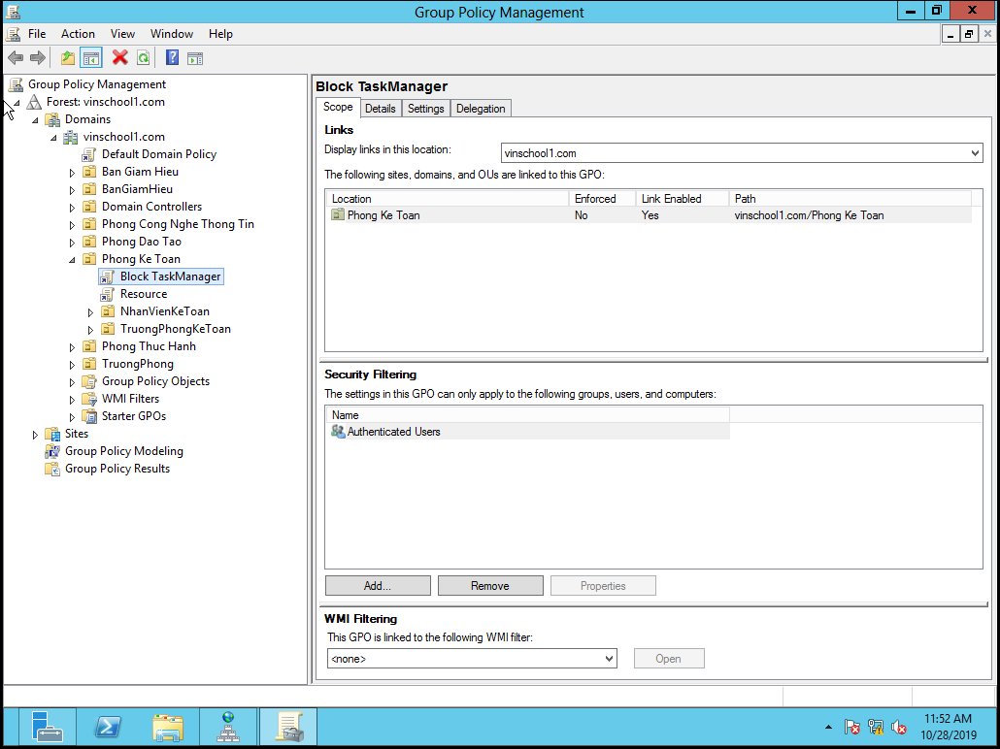 Group Policy Management
File Action View Window Help
Group Policy Management
Forest: vinschool1.com
Domains
vinschool1.com
Default Domain Policy
Ban Giam Hieu
BanGiamHieu
Domain Controllers
Phong Cong Nghe Thong Tin
Phong Dao Tao
Phong Ke Toan
Block TaskManager
Resource
NhanVienKeToan
TruongPhongKeToan
Phong Thuc Hanh
TruongPhong
Group Policy Objects
WMI Filters
Starter GPOs
Sites
Group Policy Modeling
Group Policy Results
Block TaskManager
Scope Details Settings Delegation
Links
Display links in this location: vinschool1.com
The following sites, domains, and OUs are linked to this GPO:
Location Enforced Link Enabled Path
Phong Ke Toan No Yes vinschool1.com/Phong Ke Toan
Security Filtering
The settings in this GPO can only apply to the following groups, users, and computers:
Name
Authenticated Users
Add... Remove Properties
WMI Filtering
This GPO is linked to the following WMI filter:
<none> Open
11:52 AM
10/28/2019